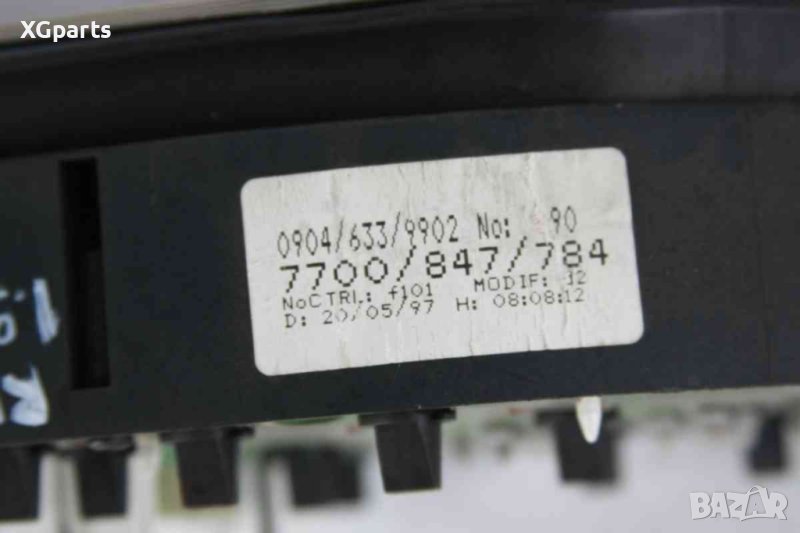 XGparts
0904/633/9902 No: 90
7700/847/784
NoCTRL: f101 MODIF: J2
D: 20/05/97 H: 08:08:12
BAZAR